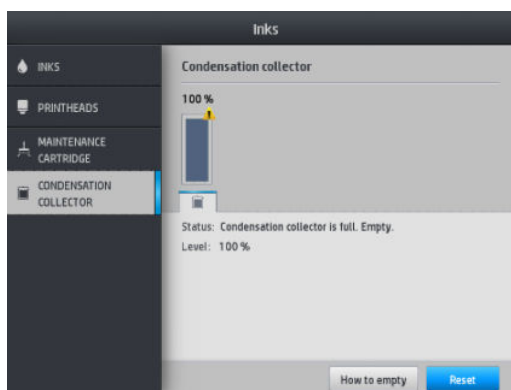 Inks
INKS
PRINTHEADS
MAINTENANCE
CARTRIDGE
CONDENSATION
COLLECTOR
Condensation collector
100 %
Status: Condensation collector is full. Empty.
Level: 100 %
How to empty
Reset